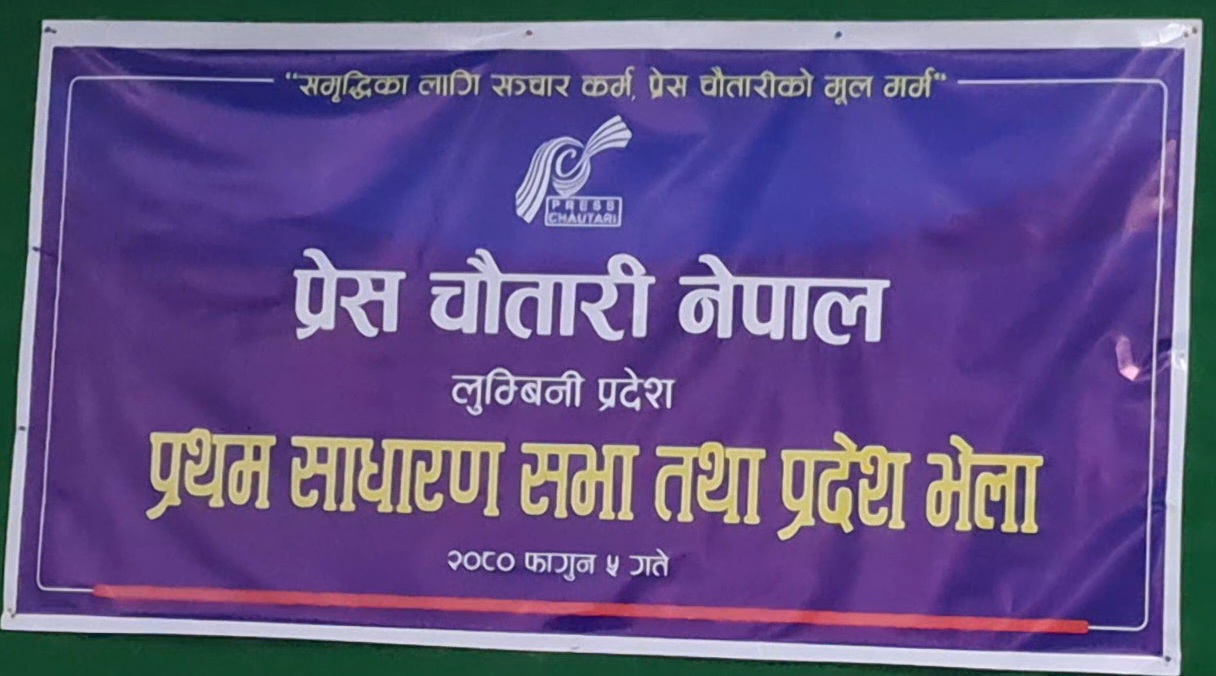 "समृद्धिका लागि सञ्चार कर्म, प्रेस चौतारीको मूल मर्म"
PRESS
CHAUTARI
प्रेस चौतारी नेपाल
लुम्बिनी प्रदेश
प्रथम साधारण सभा तथा प्रदेश भेला
२०८० फागुन ५ गते